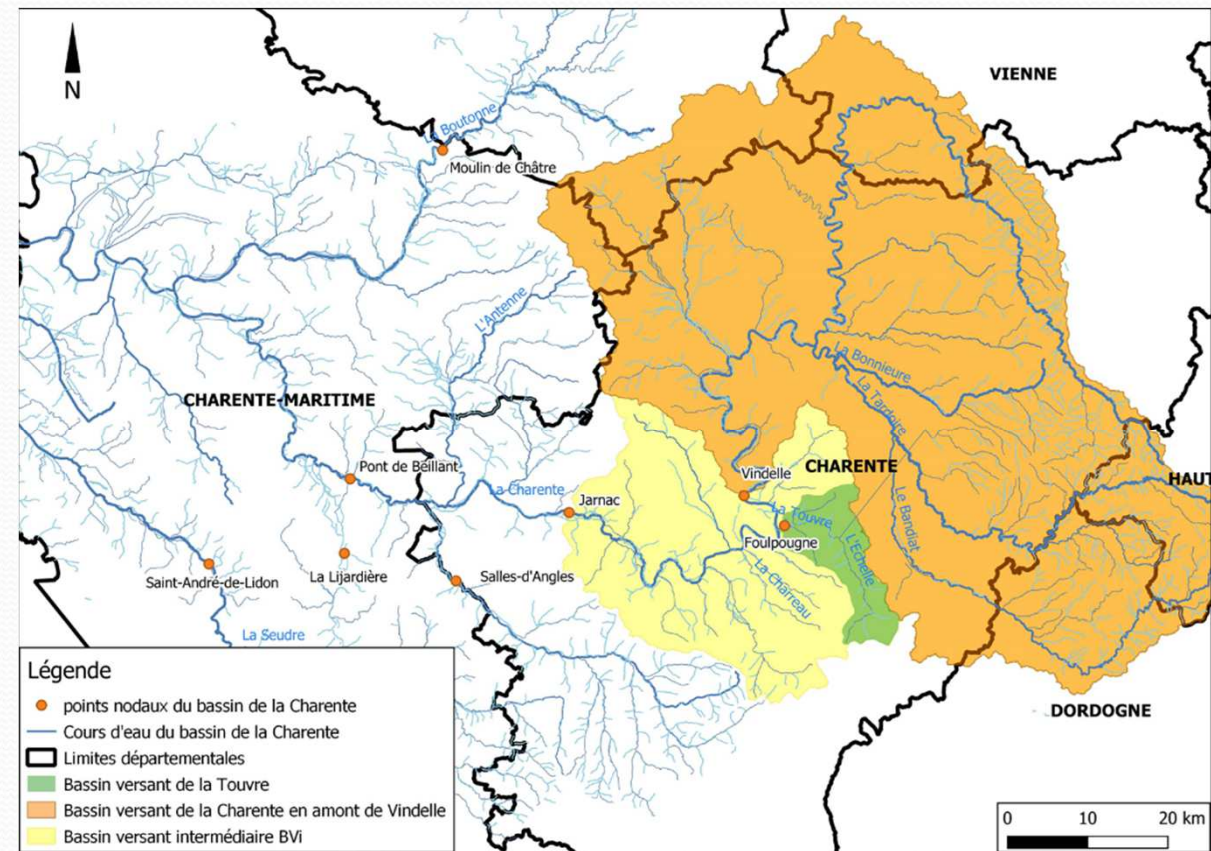 N
VIENNE
La Boutonne
Moulin de Châtre
L'Antenne
La Bonnieure
La Tardoire
CHARENTE-MARITIME
Pont de Beillant
Vindelle
CHARENTE
HAUT
La Charente
Jarnac
La Touvre
Le Bandiat
Foulpougne
L'Echelle
La Charreau
Saint-André-de-Lidon
La Lijardière
Salles-d'Angles
La Seudre
DORDOGNE
Légende
points nodaux du bassin de la Charente
Cours d'eau du bassin de la Charente
Limites départementales
Bassin versant de la Touvre
Bassin versant de la Charente en amont de Vindelle
Bassin versant intermédiaire BVi
0 10 20 km